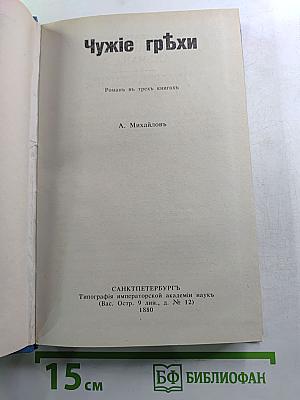 Чужіе грѣхи
Романъ въ трехъ книгахъ
А. Михайловъ
САНКТПЕТЕРБУРГЪ
Типографія императорской академіи наукъ
(Вас. Остр. 9 лин., д. № 12)
1880
15 см
БФ БИБЛИОФАН